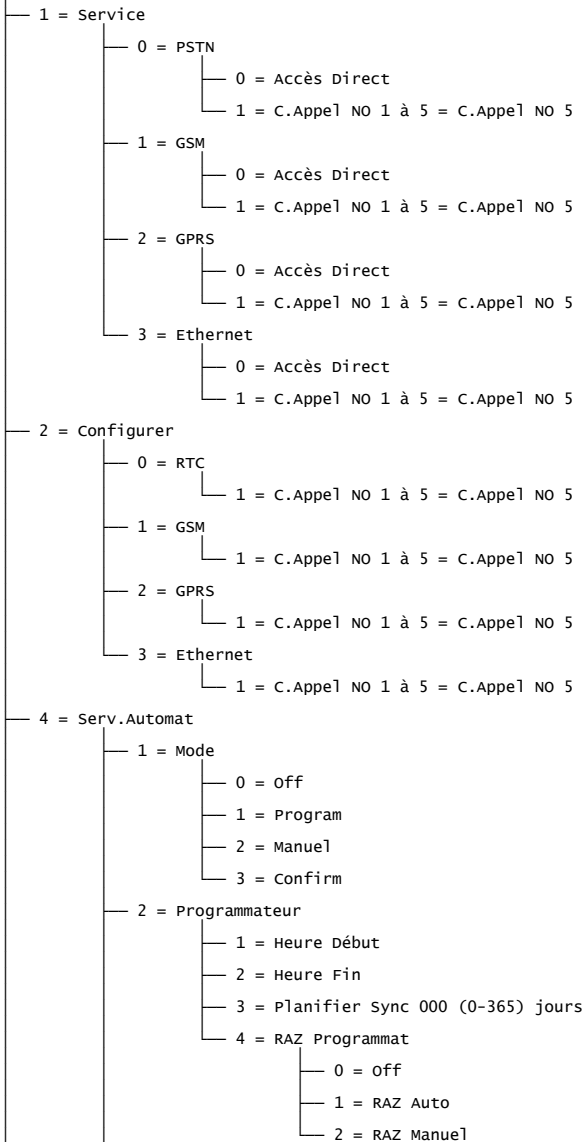 1 = Service
0 = PSTN
0 = Accès Direct
1 = C.Appel NO 1 à 5 = C.Appel NO 5
1 = GSM
0 = Accès Direct
1 = C.Appel NO 1 à 5 = C.Appel NO 5
2 = GPRS
0 = Accès Direct
1 = C.Appel NO 1 à 5 = C.Appel NO 5
3 = Ethernet
0 = Accès Direct
1 = C.Appel NO 1 à 5 = C.Appel NO 5
2 = Configurer
0 = RTC
1 = C.Appel NO 1 à 5 = C.Appel NO 5
1 = GSM
1 = C.Appel NO 1 à 5 = C.Appel NO 5
2 = GPRS
1 = C.Appel NO 1 à 5 = C.Appel NO 5
3 = Ethernet
1 = C.Appel NO 1 à 5 = C.Appel NO 5
4 = Serv.Automat
1 = Mode
0 = Off
1 = Program
2 = Manuel
3 = Confirm
2 = Programmateur
1 = Heure Début
2 = Heure Fin
3 = Planifier Sync 000 (0-365) jours
4 = RAZ Programmat
0 = Off
1 = RAZ Auto
2 = RAZ Manuel